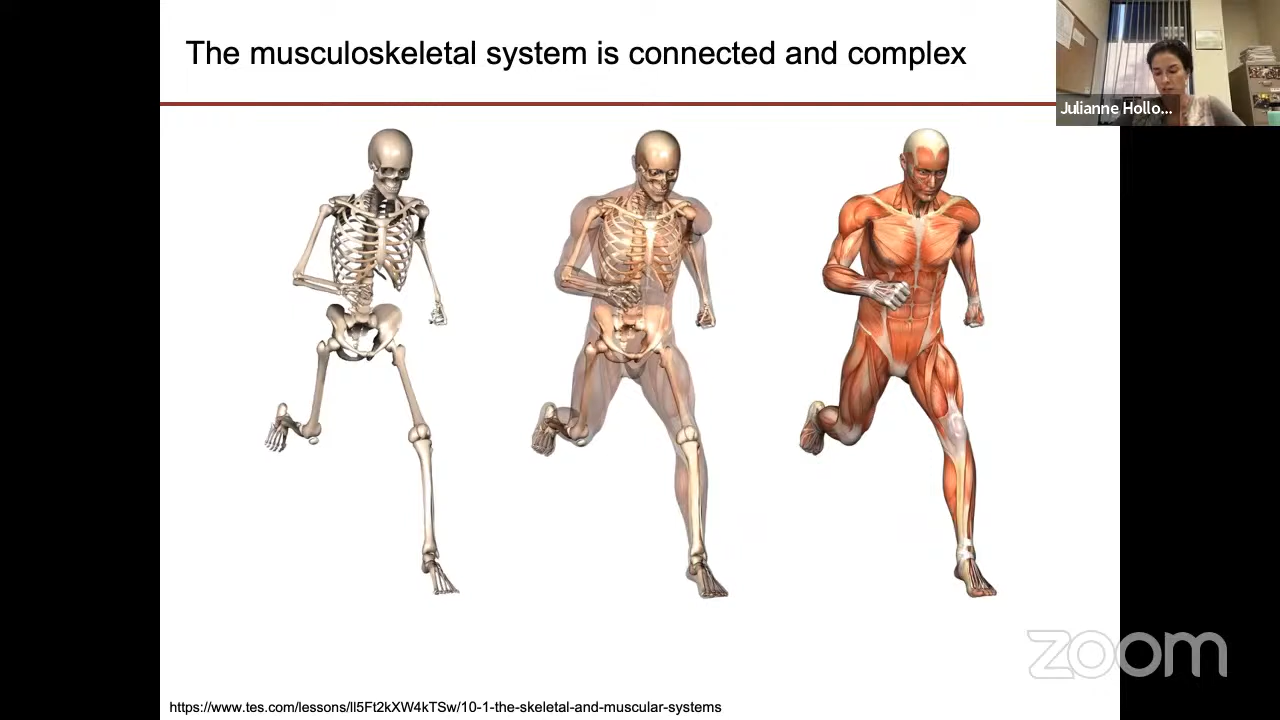 The musculoskeletal system is connected and complex
Julianne Hollo...
zoom
https://www.tes.com/lessons/lI5Ft2kXW4kTSw/10-1-the-skeletal-and-muscular-systems